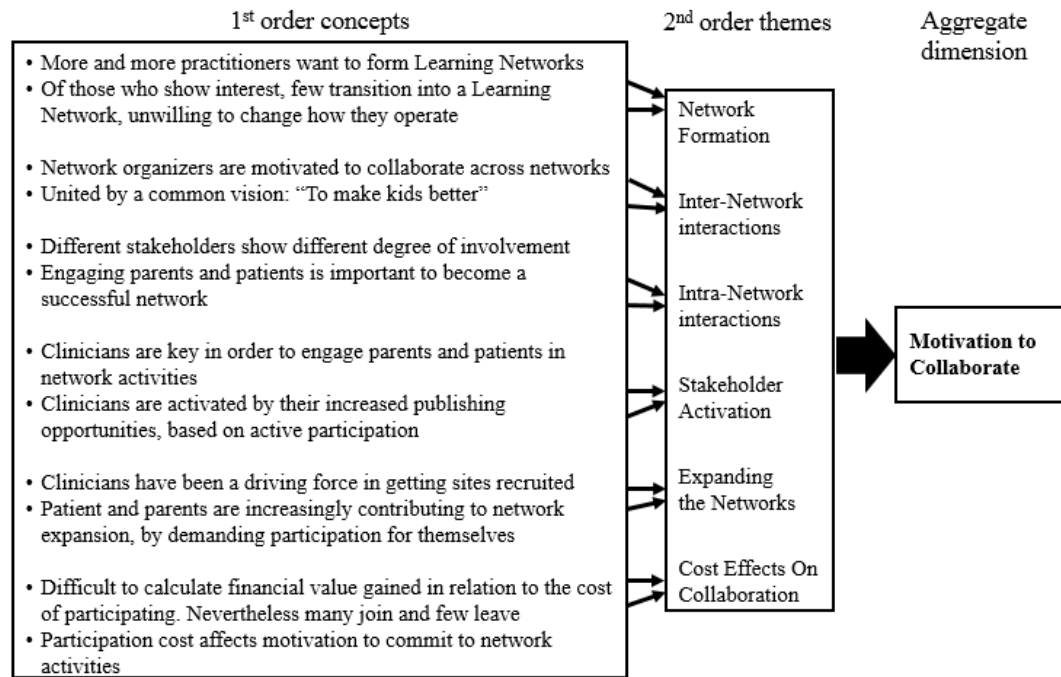 1st order concepts
2nd order themes
Aggregate
dimension
• More and more practitioners want to form Learning Networks
• Of those who show interest, few transition into a Learning
Network, unwilling to change how they operate
• Network organizers are motivated to collaborate across networks
• United by a common vision: “To make kids better”
• Different stakeholders show different degree of involvement
• Engaging parents and patients is important to become a
successful network
• Clinicians are key in order to engage parents and patients in
network activities
• Clinicians are activated by their increased publishing
opportunities, based on active participation
• Clinicians have been a driving force in getting sites recruited
• Patient and parents are increasingly contributing to network
expansion, by demanding participation for themselves
• Difficult to calculate financial value gained in relation to the cost
of participating. Nevertheless many join and few leave
• Participation cost affects motivation to commit to network
activities
Network
Formation
Inter-Network
interactions
Intra-Network
interactions
Stakeholder
Activation
Expanding
the Networks
Cost Effects On
Collaboration
Motivation to
Collaborate